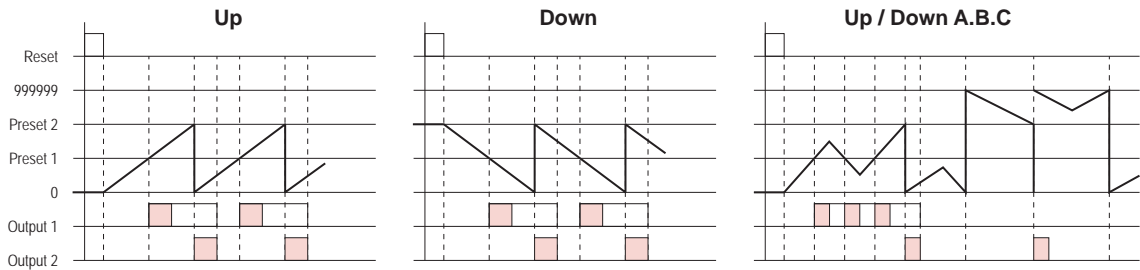 Up
Down
Up / Down A.B.C
Reset
999999
Preset 2
Preset 1
0
Output 1
Output 2